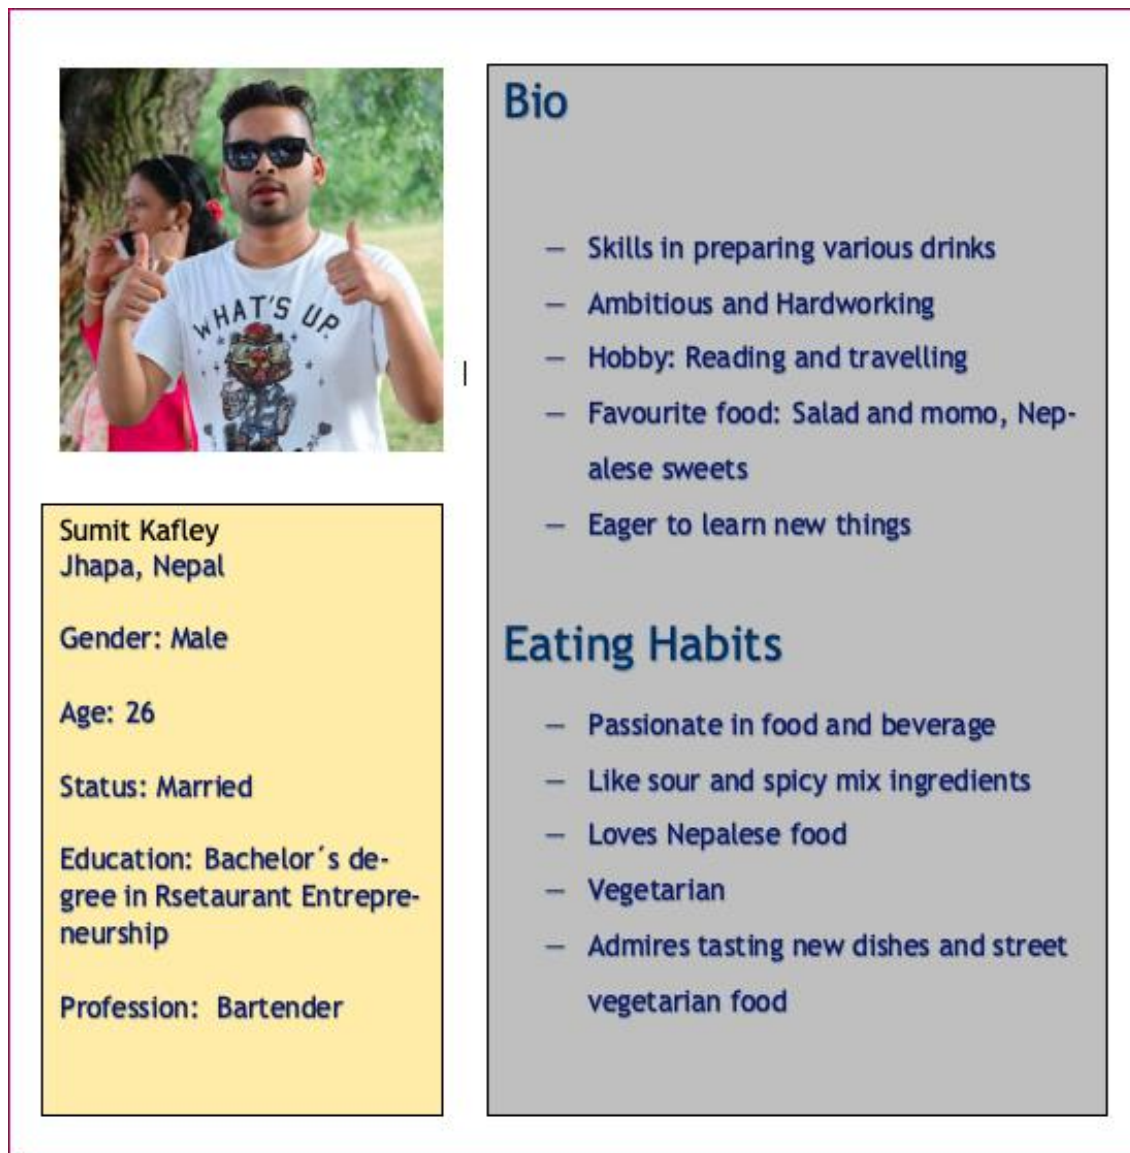 WHAT'S UP
Sumit Kafley
Jhapa, Nepal
Gender: Male
Age: 26
Status: Married
Education: Bachelor´s de-
gree in Rsetaurant Entrepre-
neurship
Profession: Bartender
Bio
— Skills in preparing various drinks
— Ambitious and Hardworking
— Hobby: Reading and travelling
— Favourite food: Salad and momo, Nep-
alese sweets
— Eager to learn new things
Eating Habits
— Passionate in food and beverage
— Like sour and spicy mix ingredients
— Loves Nepalese food
— Vegetarian
— Admires tasting new dishes and street
vegetarian food